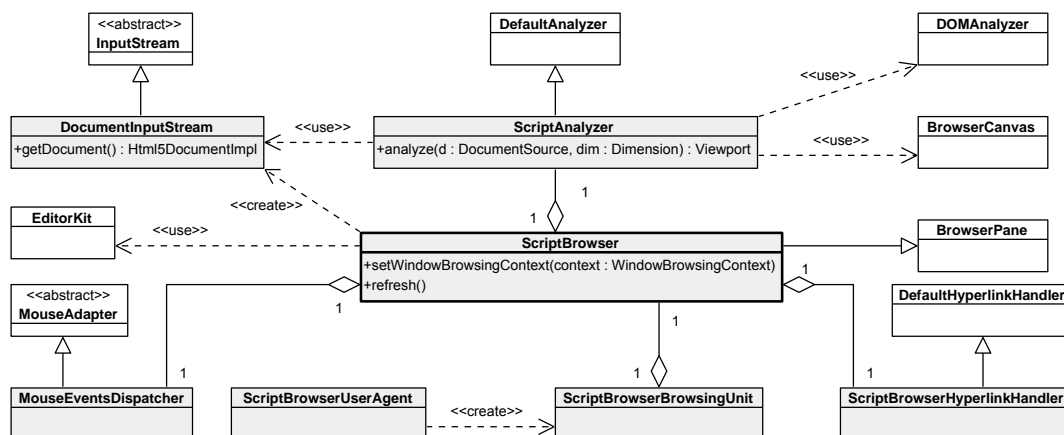 <<abstract>>
InputStream
DefaultAnalyzer
DOMAnalyzer
<<use>>
DocumentInputStream
+getDocument() : Html5DocumentImpl
<<use>>
ScriptAnalyzer
+analyze(d : DocumentSource, dim : Dimension) : Viewport
<<use>>
BrowserCanvas
1
<<create>>
1
EditorKit
<<use>>
ScriptBrowser
+setWindowBrowsingContext(context : WindowBrowsingContext)
+refresh()
BrowserPane
1
<<abstract>>
MouseAdapter
1
1
DefaultHyperlinkHandler
1
1
1
MouseEventsDispatcher
ScriptBrowserUserAgent
<<create>>
ScriptBrowserBrowsingUnit
ScriptBrowserHyperlinkHandler